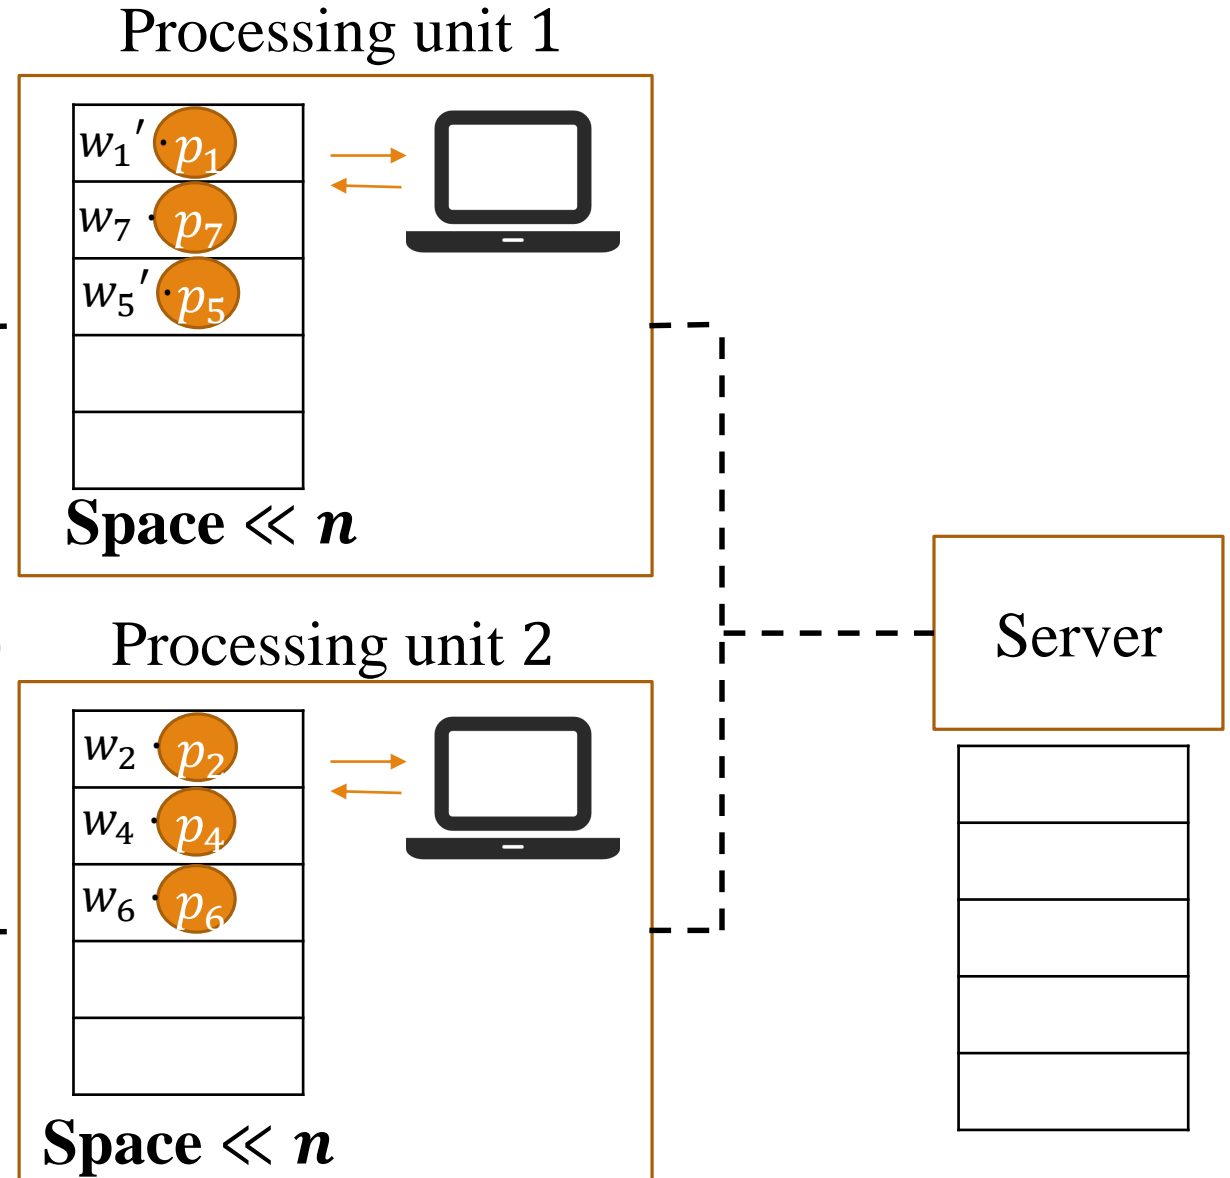 Processing unit 1
w₁′ · p₁
w₇ · p₇
w₅′ · p₅
Space ≪ n
Processing unit 2
w₂ · p₂
w₄ · p₄
w₆ · p₆
Space ≪ n
Server